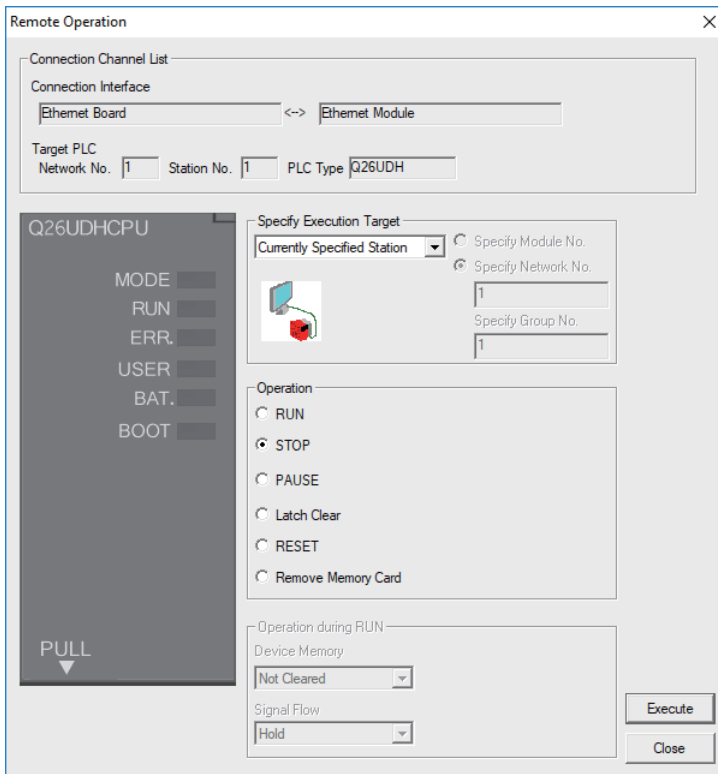 Remote Operation
Connection Channel List
Connection Interface
Ethernet Board <--> Ethernet Module
Target PLC
Network No. 1 Station No. 1 PLC Type Q26UDH
Q26UDHCPU
MODE
RUN
ERR.
USER
BAT.
BOOT
PULL
Specify Execution Target
Currently Specified Station
Specify Module No.
Specify Network No.
1
Specify Group No.
1
Operation
RUN
STOP
PAUSE
Latch Clear
RESET
Remove Memory Card
Operation during RUN
Device Memory
Not Cleared
Signal Flow
Hold
Execute
Close